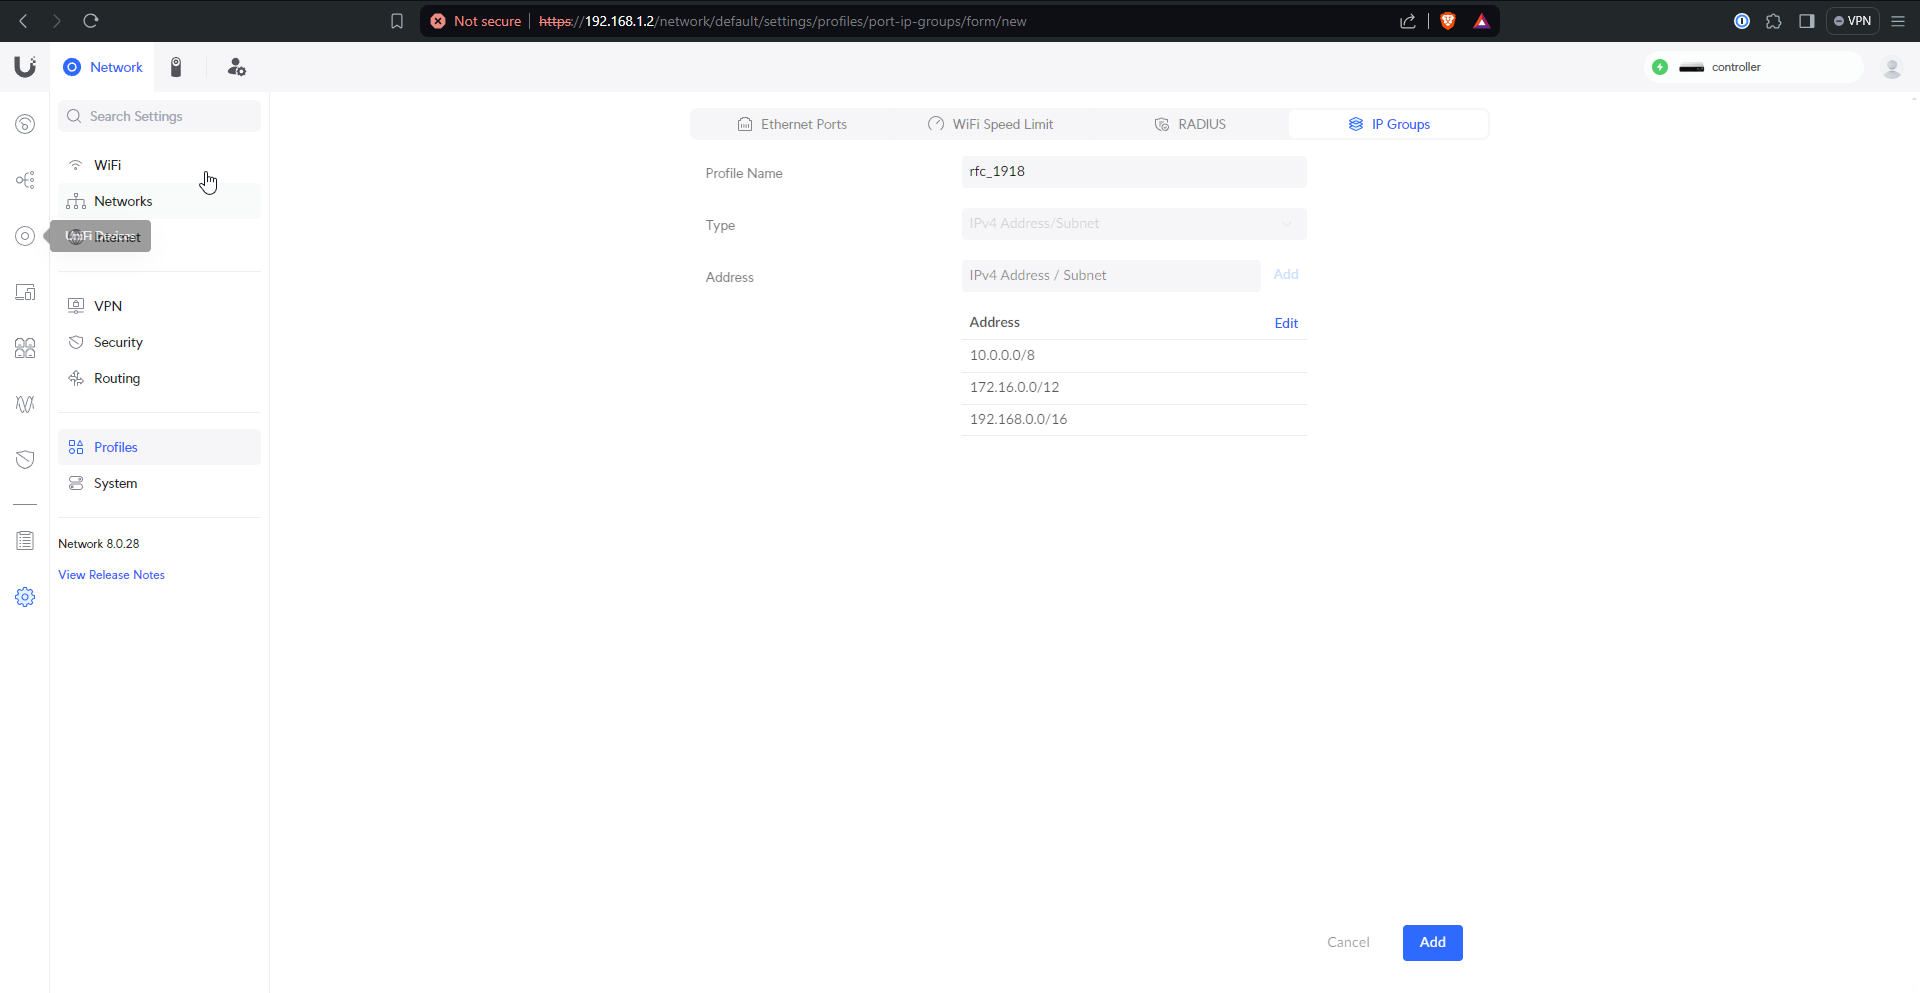 Not secure https://192.168.1.2/network/default/settings/profiles/port-ip-groups/form/new
VPN
Network
controller
Search Settings
WiFi
Networks
UniFi Devices
Internet
VPN
Security
Routing
Profiles
System
Network 8.0.28
View Release Notes
Ethernet Ports
WiFi Speed Limit
RADIUS
IP Groups
Profile Name
rfc_1918
Type
IPv4 Address/Subnet
Address
IPv4 Address / Subnet
Add
Address
Edit
10.0.0.0/8
172.16.0.0/12
192.168.0.0/16
Cancel
Add